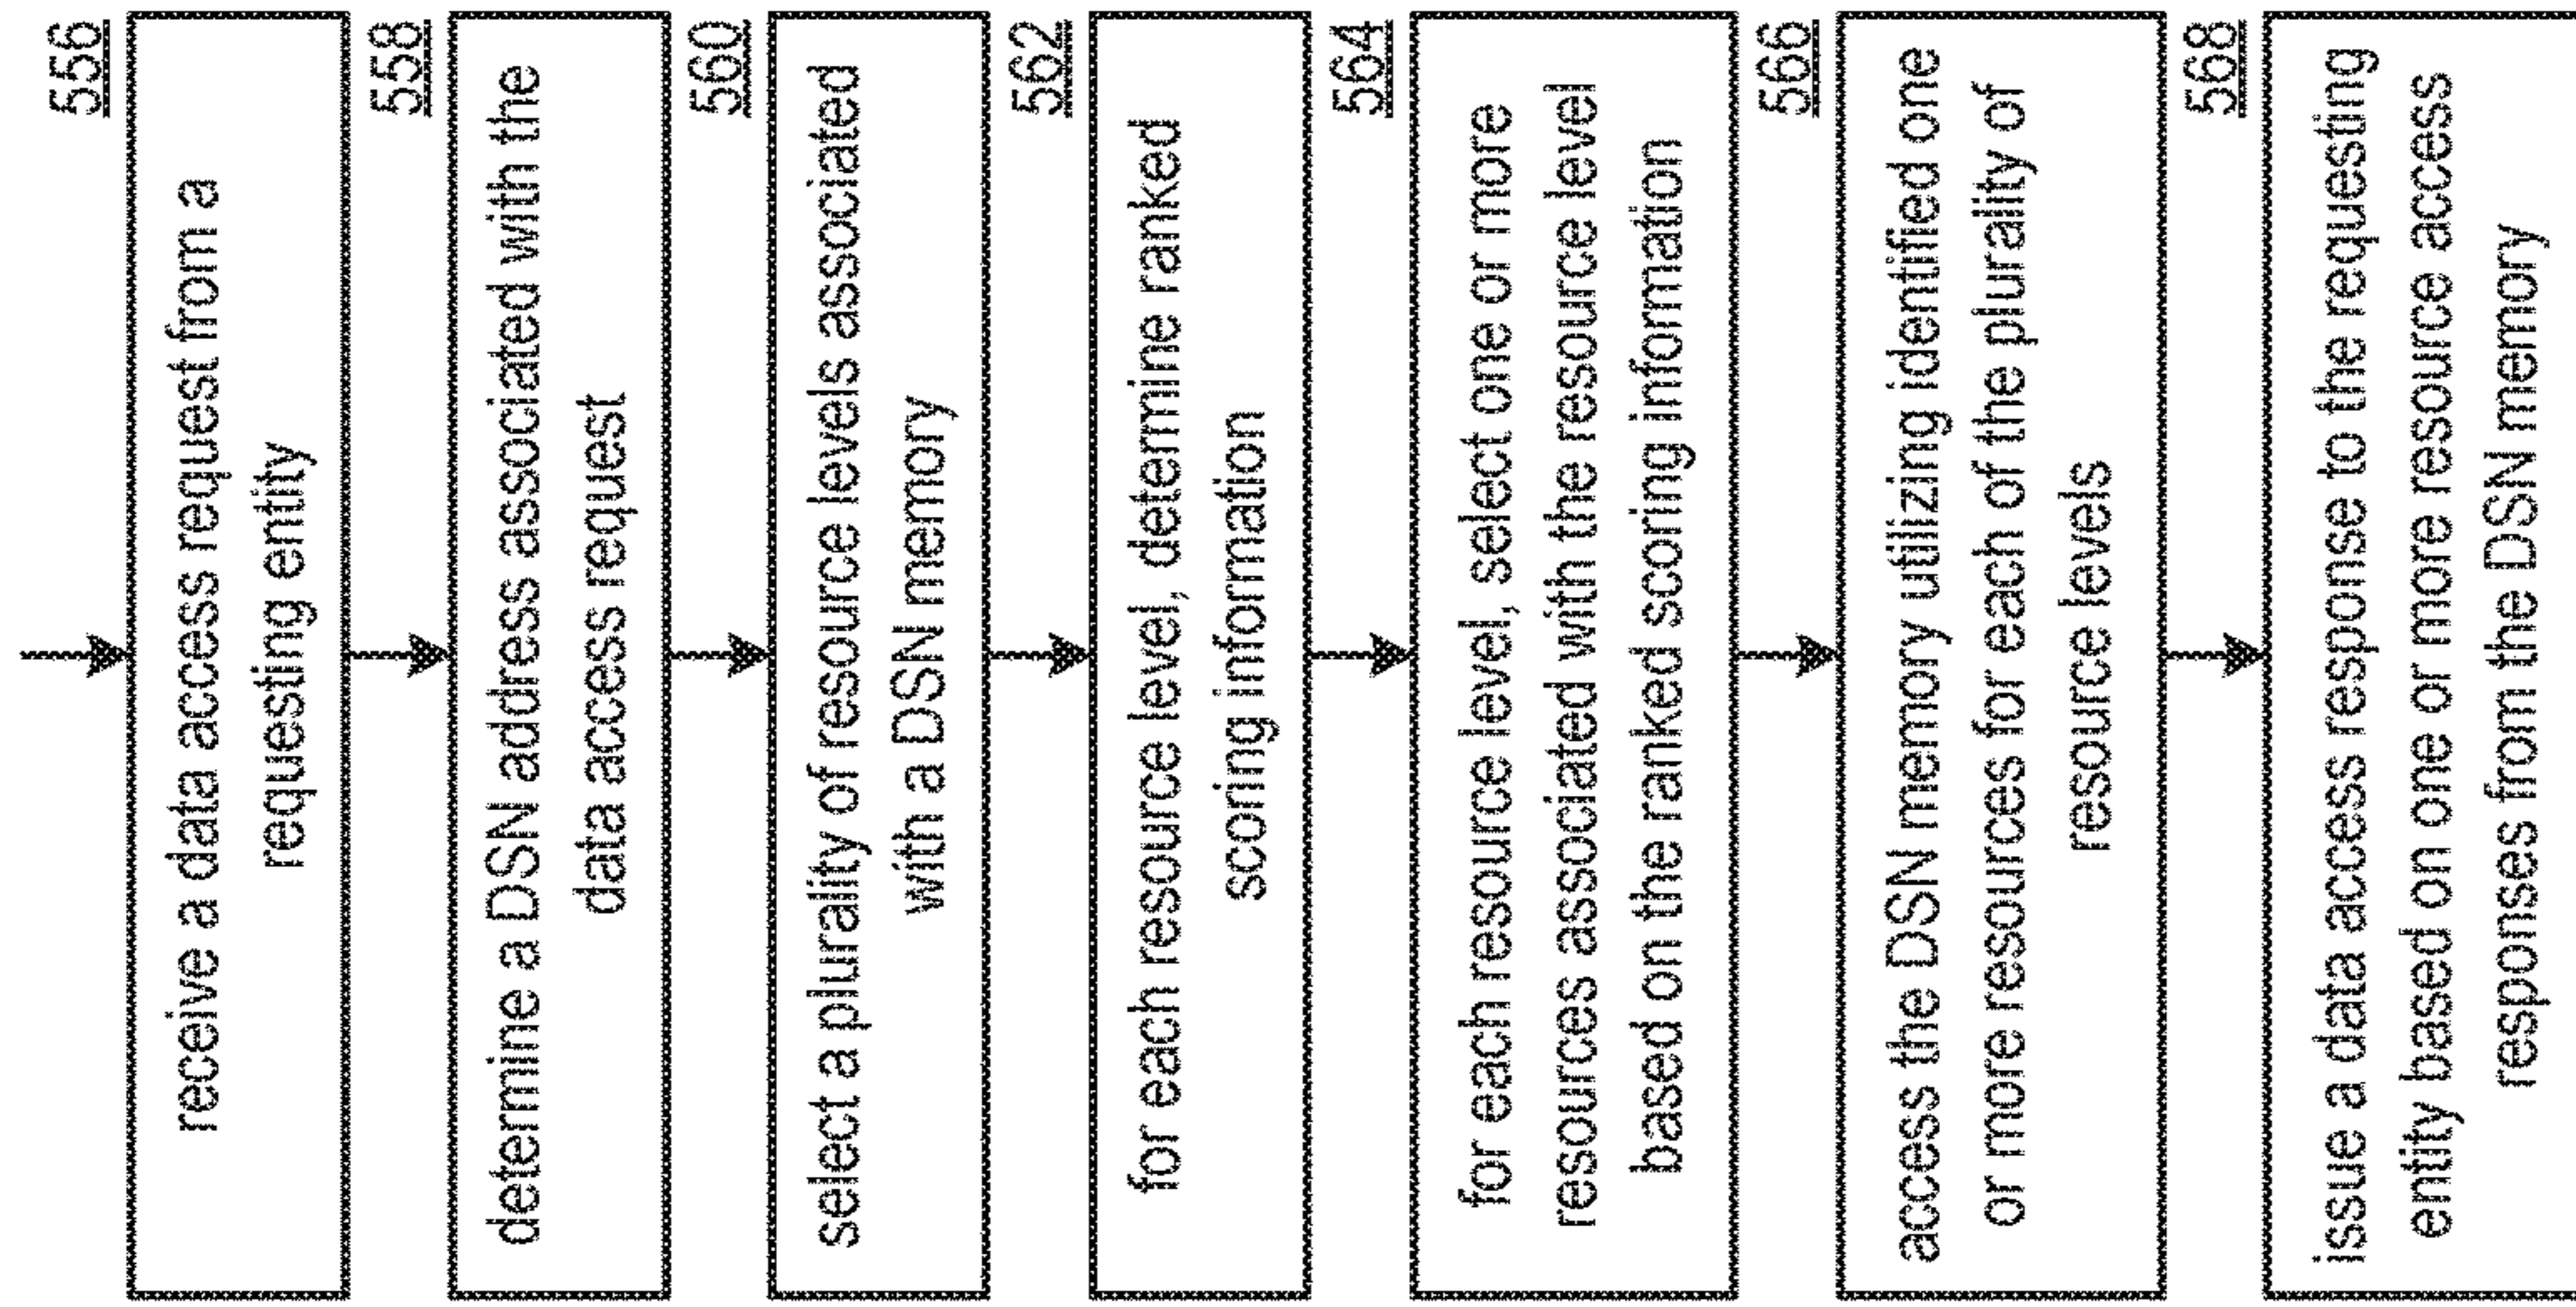 556
receive a data access request from a
requesting entity
558
determine a DSN address associated with the
data access request
560
select a plurality of resource levels associated
with a DSN memory
562
for each resource level, determine ranked
scoring information
564
for each resource level, select one or more
resources associated with the resource level
based on the ranked scoring information
566
access the DSN memory utilizing identified one
or more resources for each of the plurality of
resource levels
568
issue a data access response to the requesting
entity based on one or more resource access
responses from the DSN memory